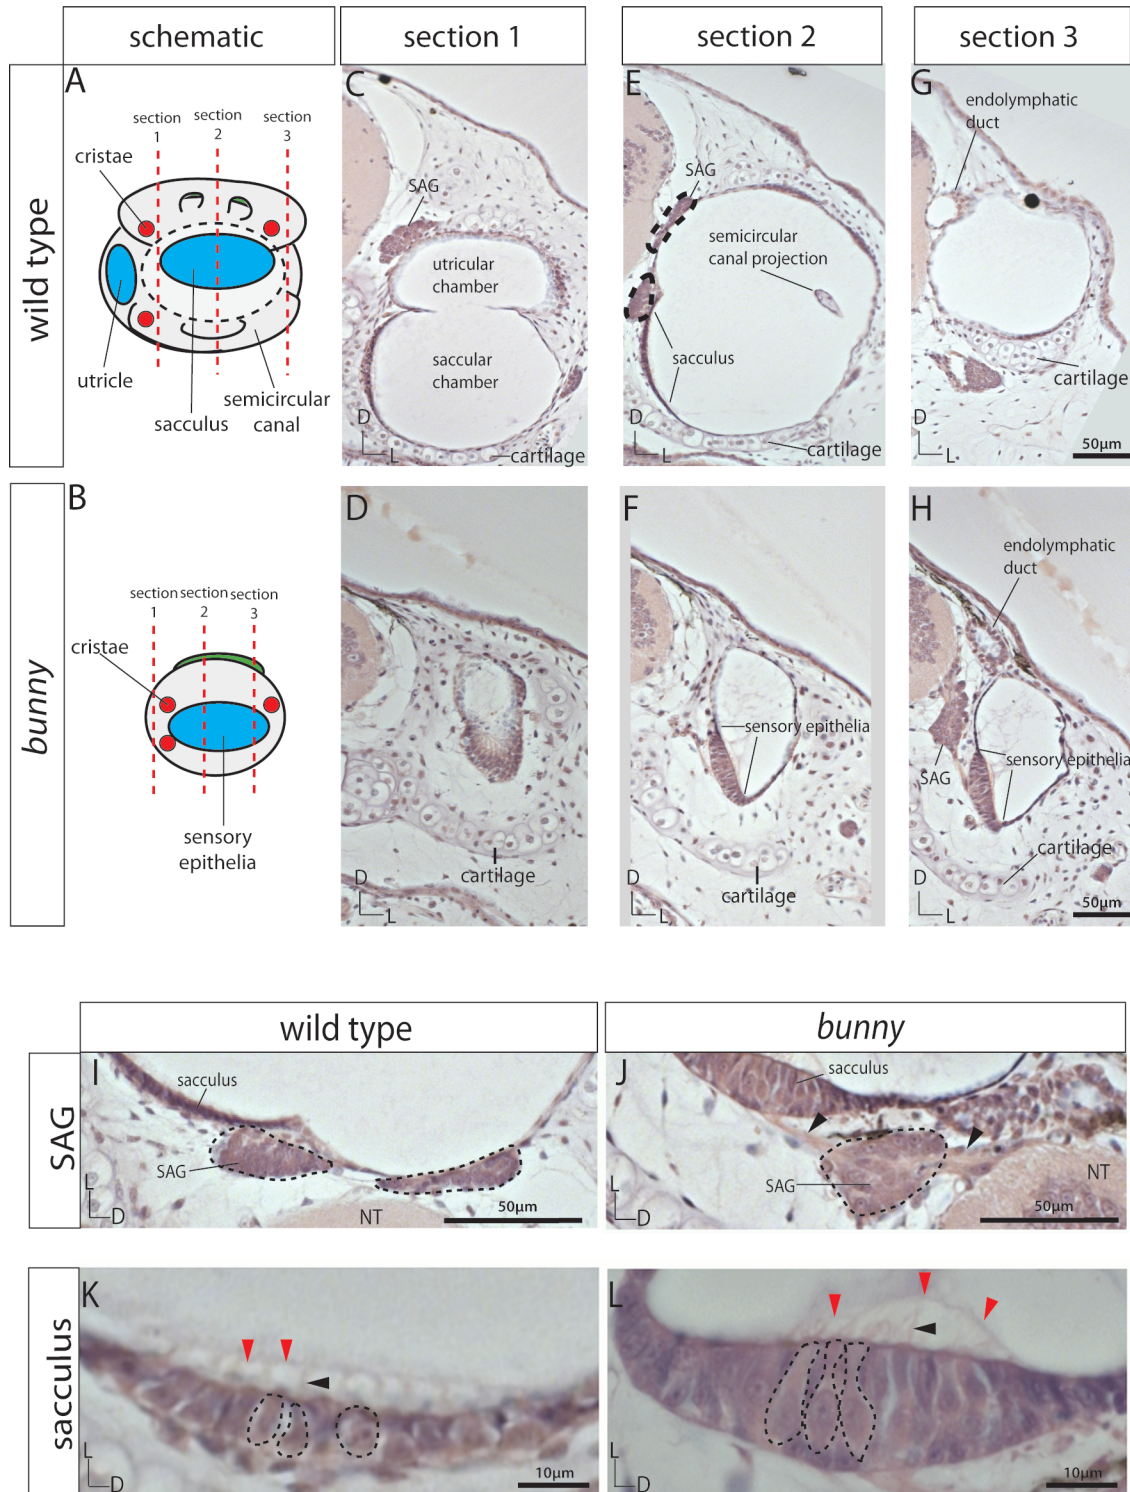 schematic
section 1
section 2
section 3
wild type
A
section
1
section
2
section
3
cristae
utricle
sacculus
semicircular
canal
C
SAG
utricular
chamber
saccular
chamber
D
L
cartilage
E
SAG
semicircular
canal projection
sacculus
D
L
cartilage
G
endolymphatic
duct
cartilage
D
L
50µm
bunny
B
section
1
section
2
section
3
cristae
sensory
epithelia
D
cartilage
D
L
F
sensory epithelia
cartilage
D
L
H
endolymphatic
duct
sensory epithelia
SAG
cartilage
D
L
50µm
wild type
bunny
SAG
I
sacculus
SAG
NT
L
D
50µm
J
sacculus
SAG
NT
L
D
50µm
sacculus
K
L
D
10µm
L
L
D
10µm